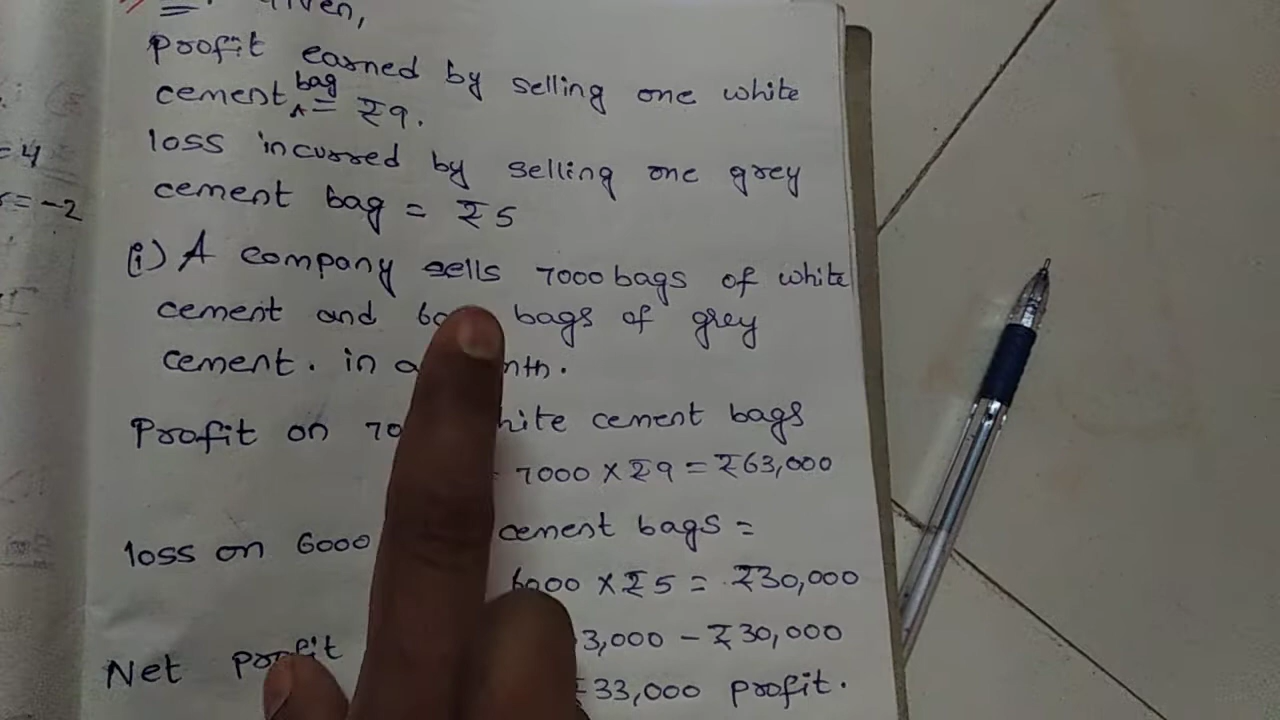 = Given,
profit earned by selling one white
bag
cement ^ = ₹9.
loss incurred by selling one grey
cement bag = ₹5
= 4
= -2
(i) A company sells 7000 bags of white
cement and bags of grey
cement. in a
Profit on cement bags
= 7000 × ₹9 = ₹63,000
loss on 6000 cement bags =
6000 × ₹5 = ₹30,000
Net profit 3,000 - ₹30,000
₹33,000 profit.